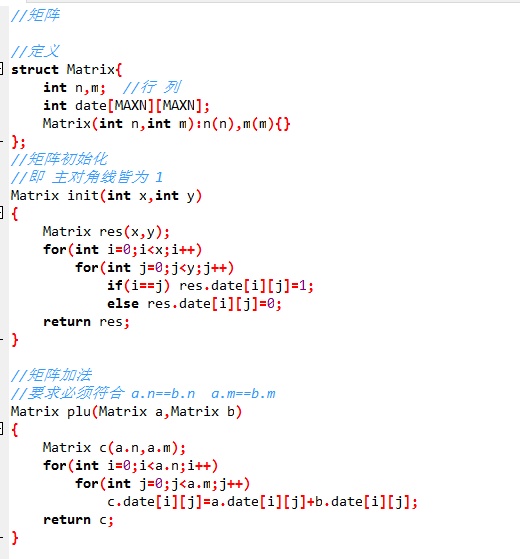 //矩阵
//定义
struct Matrix{
    int n,m;  //行 列
    int date[MAXN][MAXN];
    Matrix(int n,int m):n(n),m(m){}
};
//矩阵初始化
//即 主对角线皆为 1
Matrix init(int x,int y)
{
    Matrix res(x,y);
    for(int i=0;i<x;i++)
        for(int j=0;j<y;j++)
            if(i==j) res.date[i][j]=1;
            else res.date[i][j]=0;
    return res;
}
//矩阵加法
//要求必须符合 a.n==b.n  a.m==b.m
Matrix plu(Matrix a,Matrix b)
{
    Matrix c(a.n,a.m);
    for(int i=0;i<a.n;i++)
        for(int j=0;j<a.m;j++)
            c.date[i][j]=a.date[i][j]+b.date[i][j];
    return c;
}